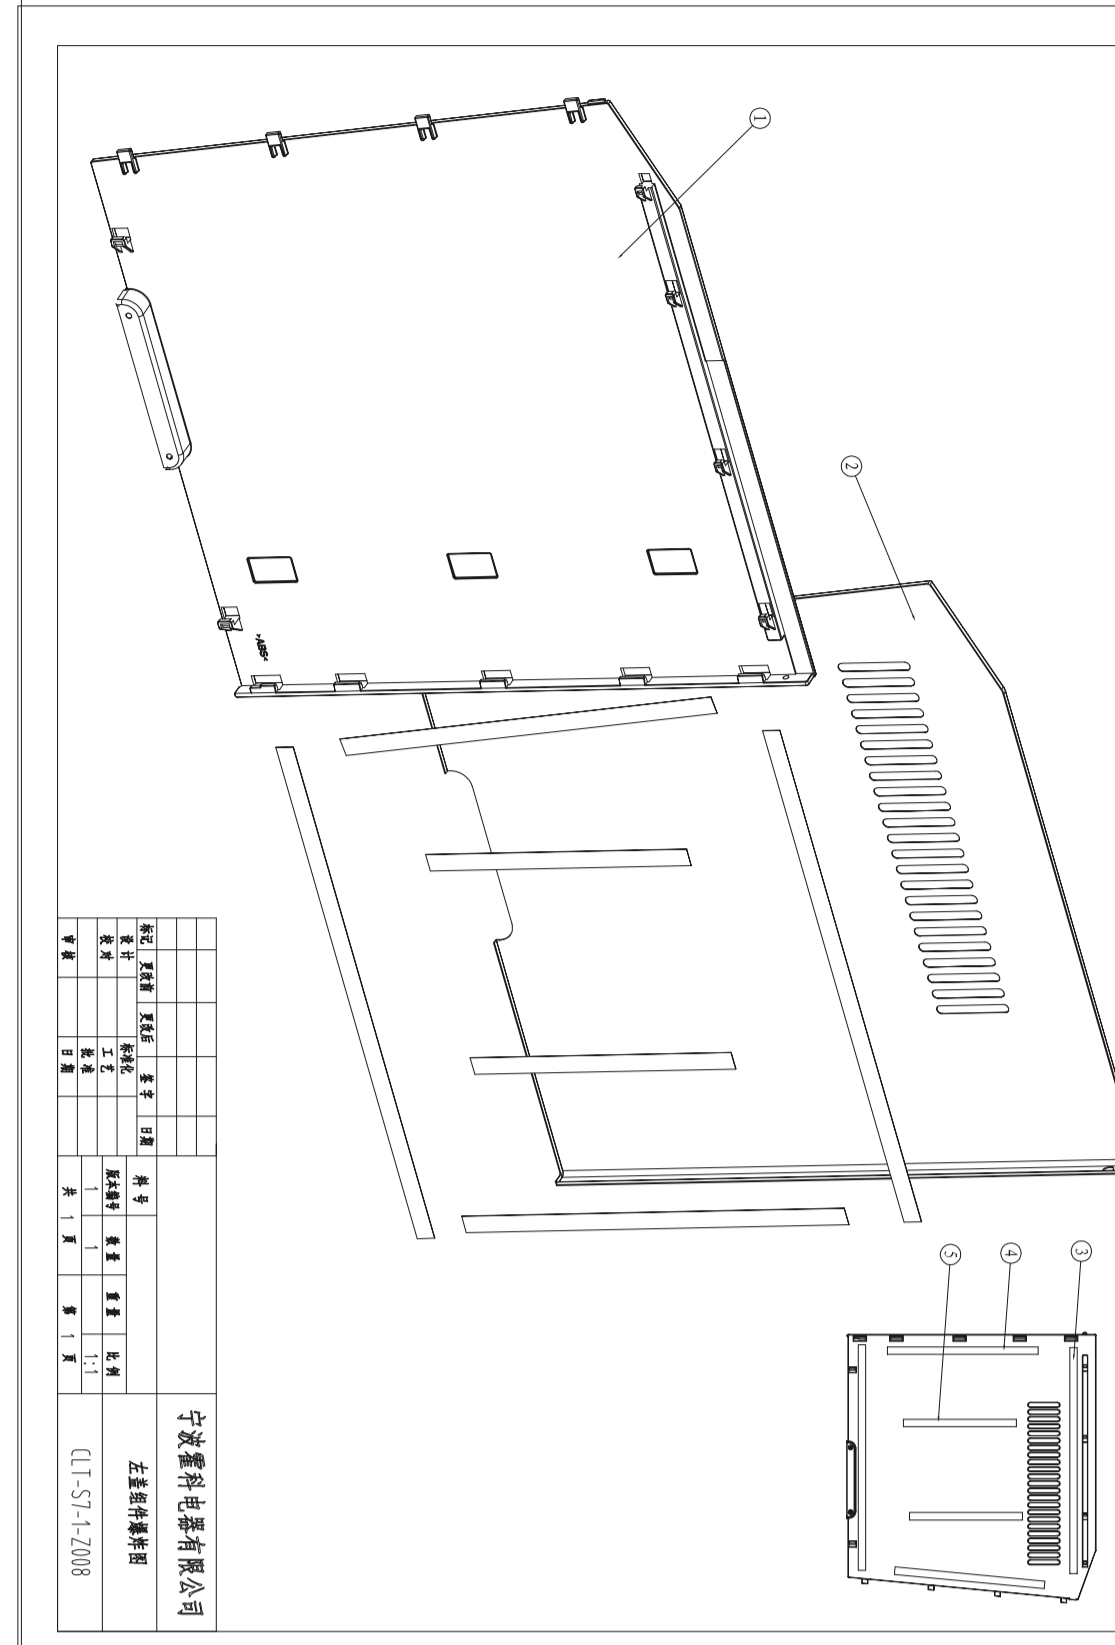 ①
②
③
④
⑤
>ABS<
标记 更改前 更改后 签字 日期
设计 标准化
校对 工艺
批准
审核 日期
料号
版本编号 数量 重量 比例
1 1 1:1
共 1 页 第 1 页
宁波霍科电器有限公司
左盖组件爆炸图
CLT-S7-1-Z008